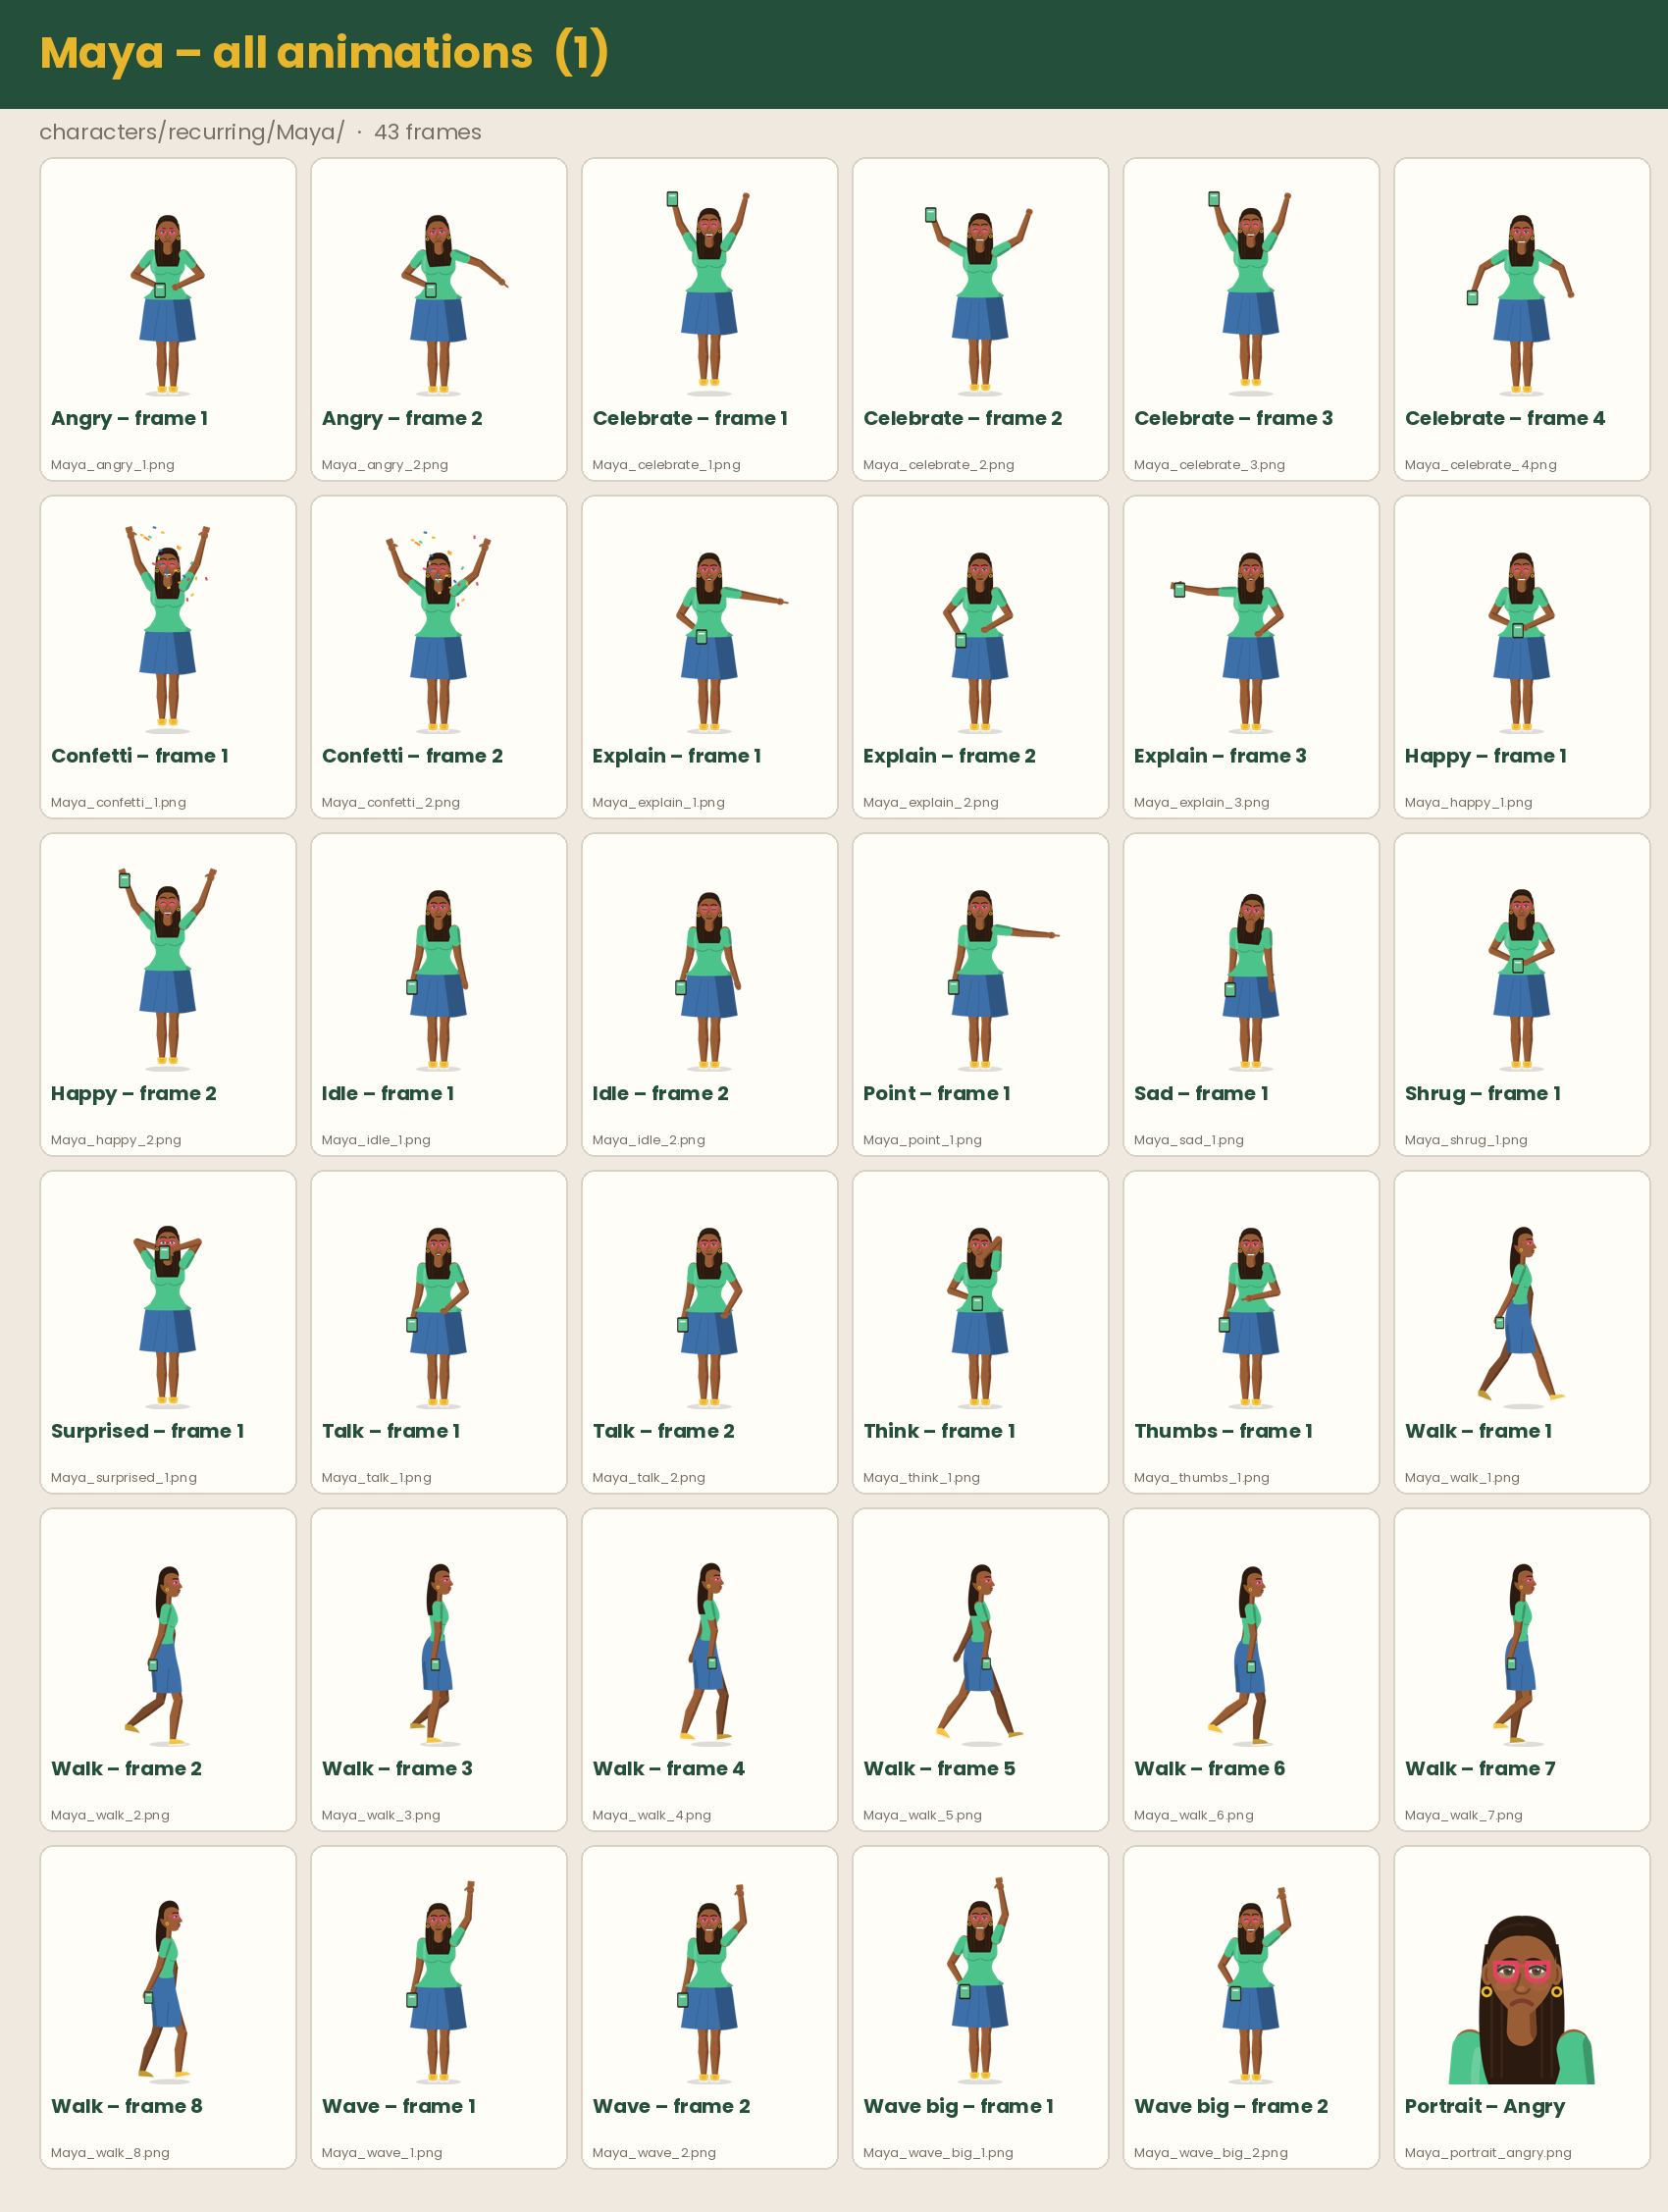 Maya – all animations (1)
characters/recurring/Maya/ · 43 frames
Angry – frame 1
Maya_angry_1.png
Angry – frame 2
Maya_angry_2.png
Celebrate – frame 1
Maya_celebrate_1.png
Celebrate – frame 2
Maya_celebrate_2.png
Celebrate – frame 3
Maya_celebrate_3.png
Celebrate – frame 4
Maya_celebrate_4.png
Confetti – frame 1
Maya_confetti_1.png
Confetti – frame 2
Maya_confetti_2.png
Explain – frame 1
Maya_explain_1.png
Explain – frame 2
Maya_explain_2.png
Explain – frame 3
Maya_explain_3.png
Happy – frame 1
Maya_happy_1.png
Happy – frame 2
Maya_happy_2.png
Idle – frame 1
Maya_idle_1.png
Idle – frame 2
Maya_idle_2.png
Point – frame 1
Maya_point_1.png
Sad – frame 1
Maya_sad_1.png
Shrug – frame 1
Maya_shrug_1.png
Surprised – frame 1
Maya_surprised_1.png
Talk – frame 1
Maya_talk_1.png
Talk – frame 2
Maya_talk_2.png
Think – frame 1
Maya_think_1.png
Thumbs – frame 1
Maya_thumbs_1.png
Walk – frame 1
Maya_walk_1.png
Walk – frame 2
Maya_walk_2.png
Walk – frame 3
Maya_walk_3.png
Walk – frame 4
Maya_walk_4.png
Walk – frame 5
Maya_walk_5.png
Walk – frame 6
Maya_walk_6.png
Walk – frame 7
Maya_walk_7.png
Walk – frame 8
Maya_walk_8.png
Wave – frame 1
Maya_wave_1.png
Wave – frame 2
Maya_wave_2.png
Wave big – frame 1
Maya_wave_big_1.png
Wave big – frame 2
Maya_wave_big_2.png
Portrait – Angry
Maya_portrait_angry.png